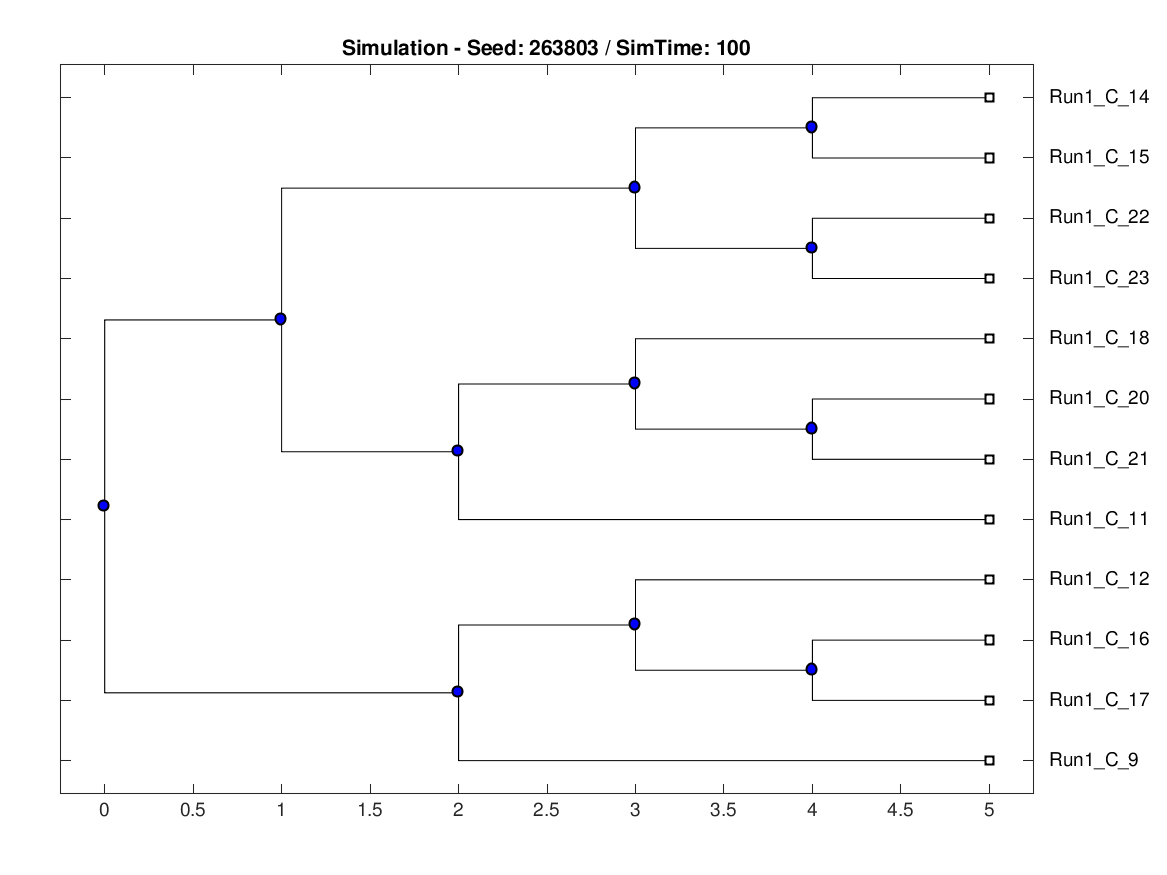 Simulation - Seed: 263803 / SimTime: 100
Run1_C_14
Run1_C_15
Run1_C_22
Run1_C_23
Run1_C_18
Run1_C_20
Run1_C_21
Run1_C_11
Run1_C_12
Run1_C_16
Run1_C_17
Run1_C_9
0 0.5 1 1.5 2 2.5 3 3.5 4 4.5 5